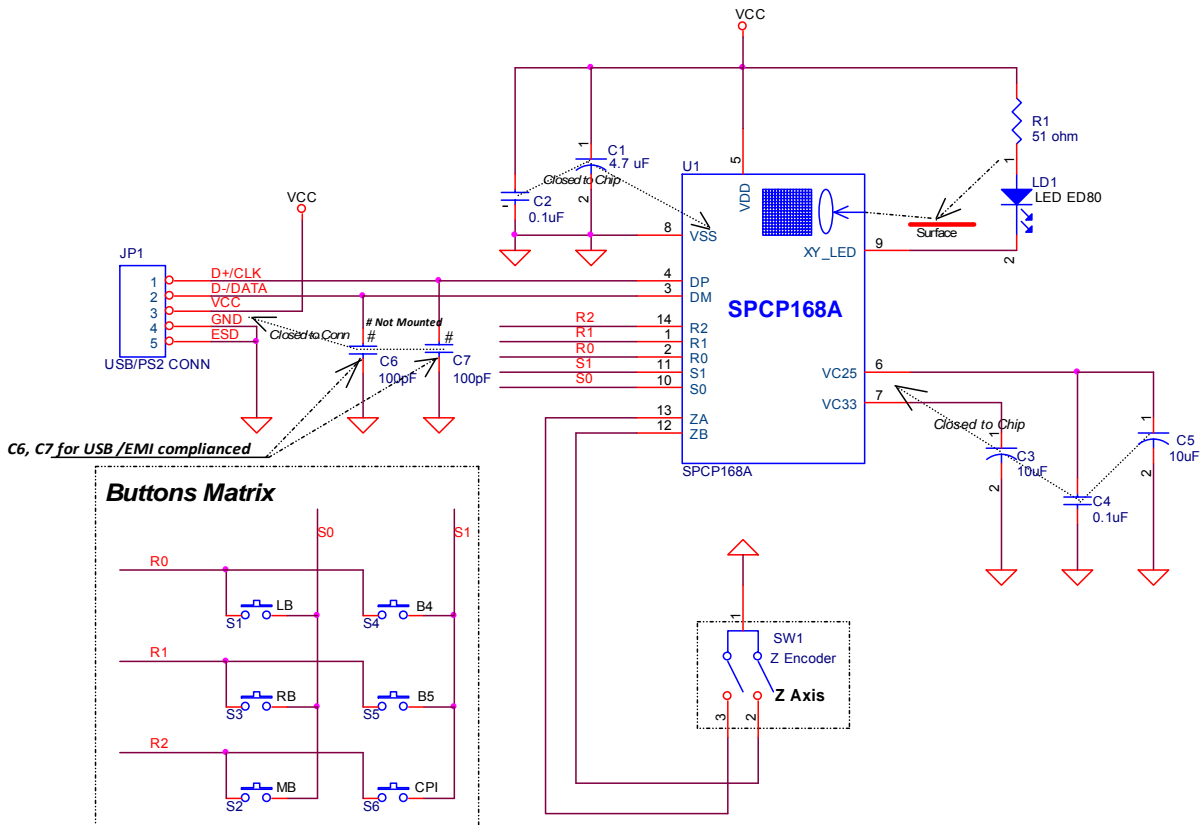 VCC
R1
51 ohm
1
LD1
LED ED80
2
5
U1
VDD
1
C1
4.7 uF
Closed to Chip
2
C2
0.1uF
8
VSS
Surface
9
XY_LED
VCC
JP1
1
D+/CLK
2
D-/DATA
3
VCC
4
GND
5
ESD
USB/PS2 CONN
Closed to Conn
# Not Mounted
#
#
C6
100pF
C7
100pF
4
DP
3
DM
SPCP168A
R2
14
R2
R1
1
R1
R0
2
R0
S1
11
S1
S0
10
S0
13
ZA
12
ZB
SPCP168A
VC25
6
VC33
7
Closed to Chip
1
C3
10uF
2
C4
0.1uF
1
C5
10uF
2
C6, C7 for USB /EMI complianced
Buttons Matrix
S0
S1
R0
S1
LB
S4
B4
R1
S3
RB
S5
B5
R2
S2
MB
S6
CPI
1
SW1
Z Encoder
Z Axis
3
2